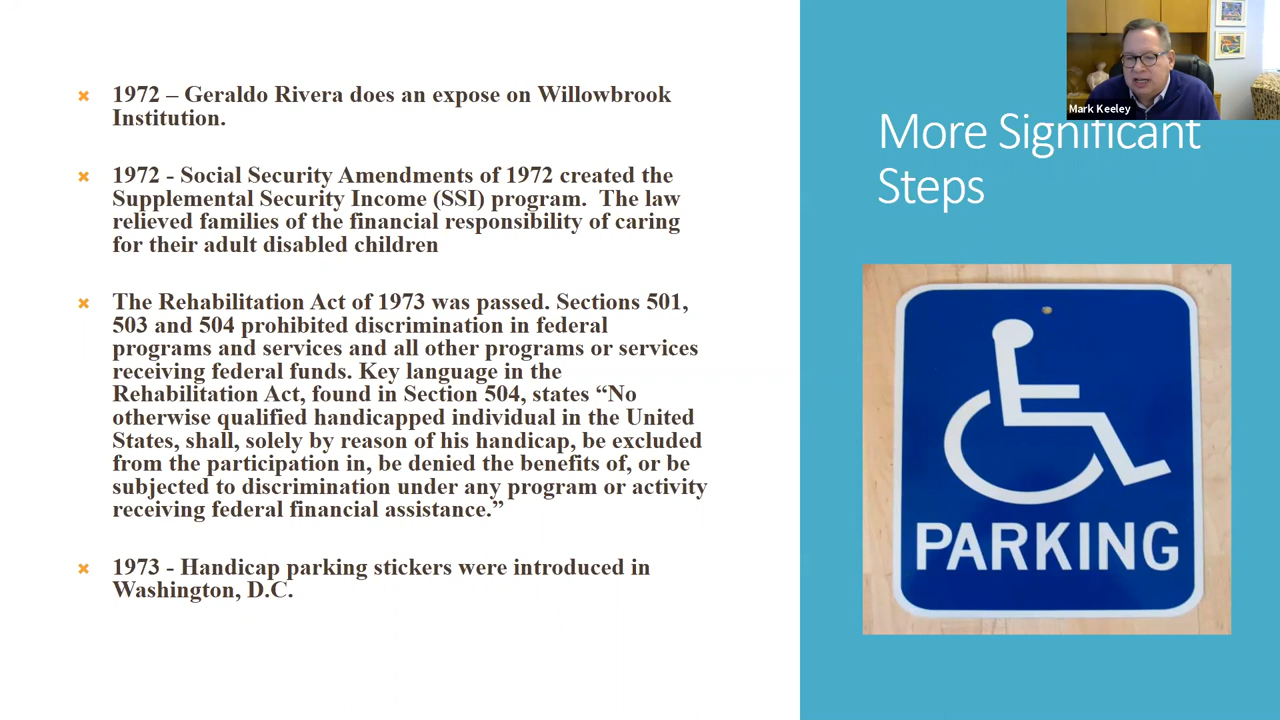 1972 – Geraldo Rivera does an expose on Willowbrook
Institution.
1972 - Social Security Amendments of 1972 created the
Supplemental Security Income (SSI) program.  The law
relieved families of the financial responsibility of caring
for their adult disabled children
The Rehabilitation Act of 1973 was passed. Sections 501,
503 and 504 prohibited discrimination in federal
programs and services and all other programs or services
receiving federal funds. Key language in the
Rehabilitation Act, found in Section 504, states “No
otherwise qualified handicapped individual in the United
States, shall, solely by reason of his handicap, be excluded
from the participation in, be denied the benefits of, or be
subjected to discrimination under any program or activity
receiving federal financial assistance.”
1973 - Handicap parking stickers were introduced in
Washington, D.C.
Mark Keeley
More Significant
Steps
PARKING